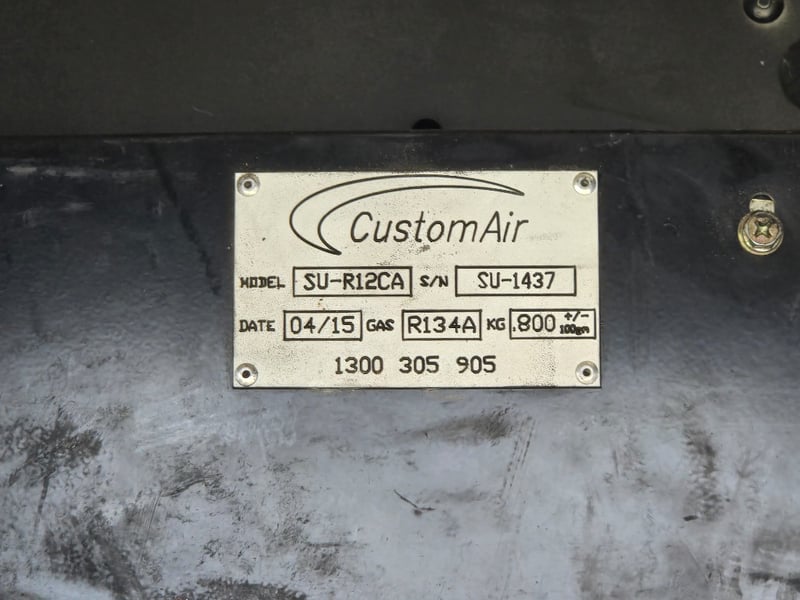 CustomAir
MODEL SU-R12CA S/N SU-1437
DATE 04/15 GAS R134A KG .800 +/- 100gm
1300 305 905